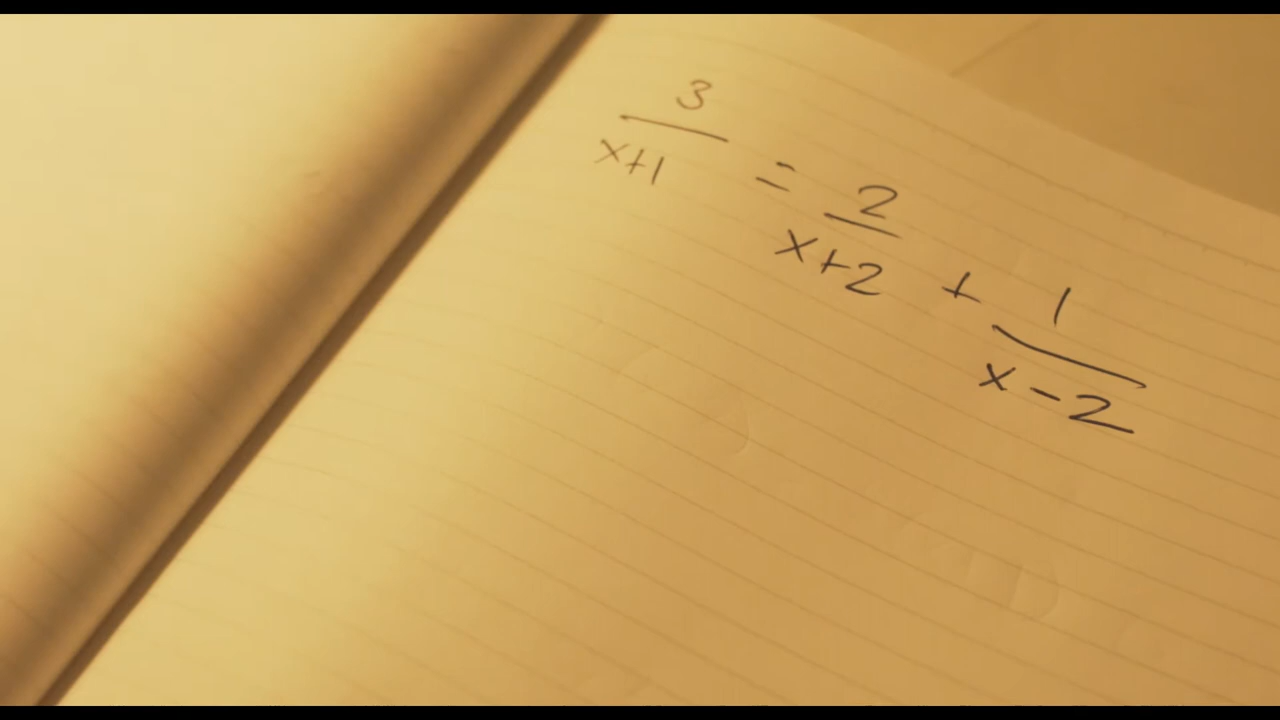 3/(x+1) = 2/(x+2) + 1/(x-2)